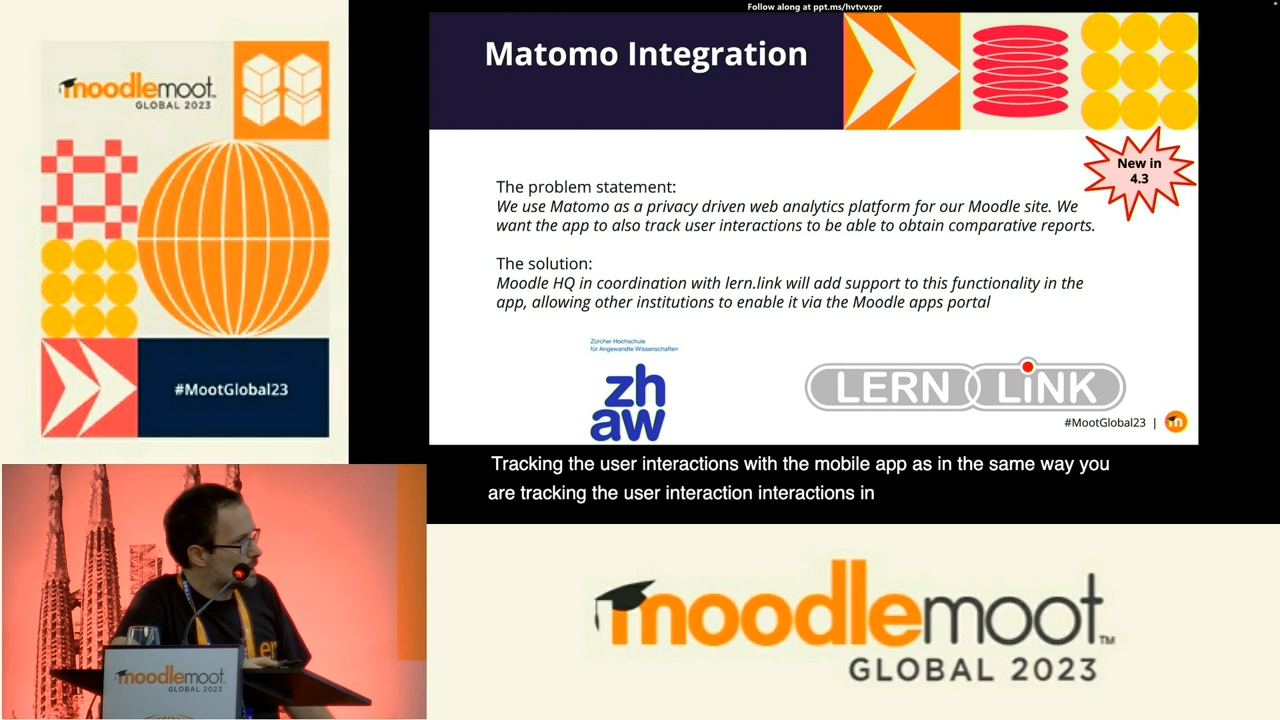 Follow along at ppt.ms/hvtvvxpr
moodlemoot
GLOBAL 2023
#MootGlobal23
Matomo Integration
New in
4.3
The problem statement:
We use Matomo as a privacy driven web analytics platform for our Moodle site. We
want the app to also track user interactions to be able to obtain comparative reports.
The solution:
Moodle HQ in coordination with lern.link will add support to this functionality in the
app, allowing other institutions to enable it via the Moodle apps portal
Zürcher Hochschule
für Angewandte Wissenschaften
zh
aw
LERN LINK
#MootGlobal23 | m
Tracking the user interactions with the mobile app as in the same way you
are tracking the user interaction interactions in
moodlemoot
GLOBAL 2023
moodlemoot™
GLOBAL 2023